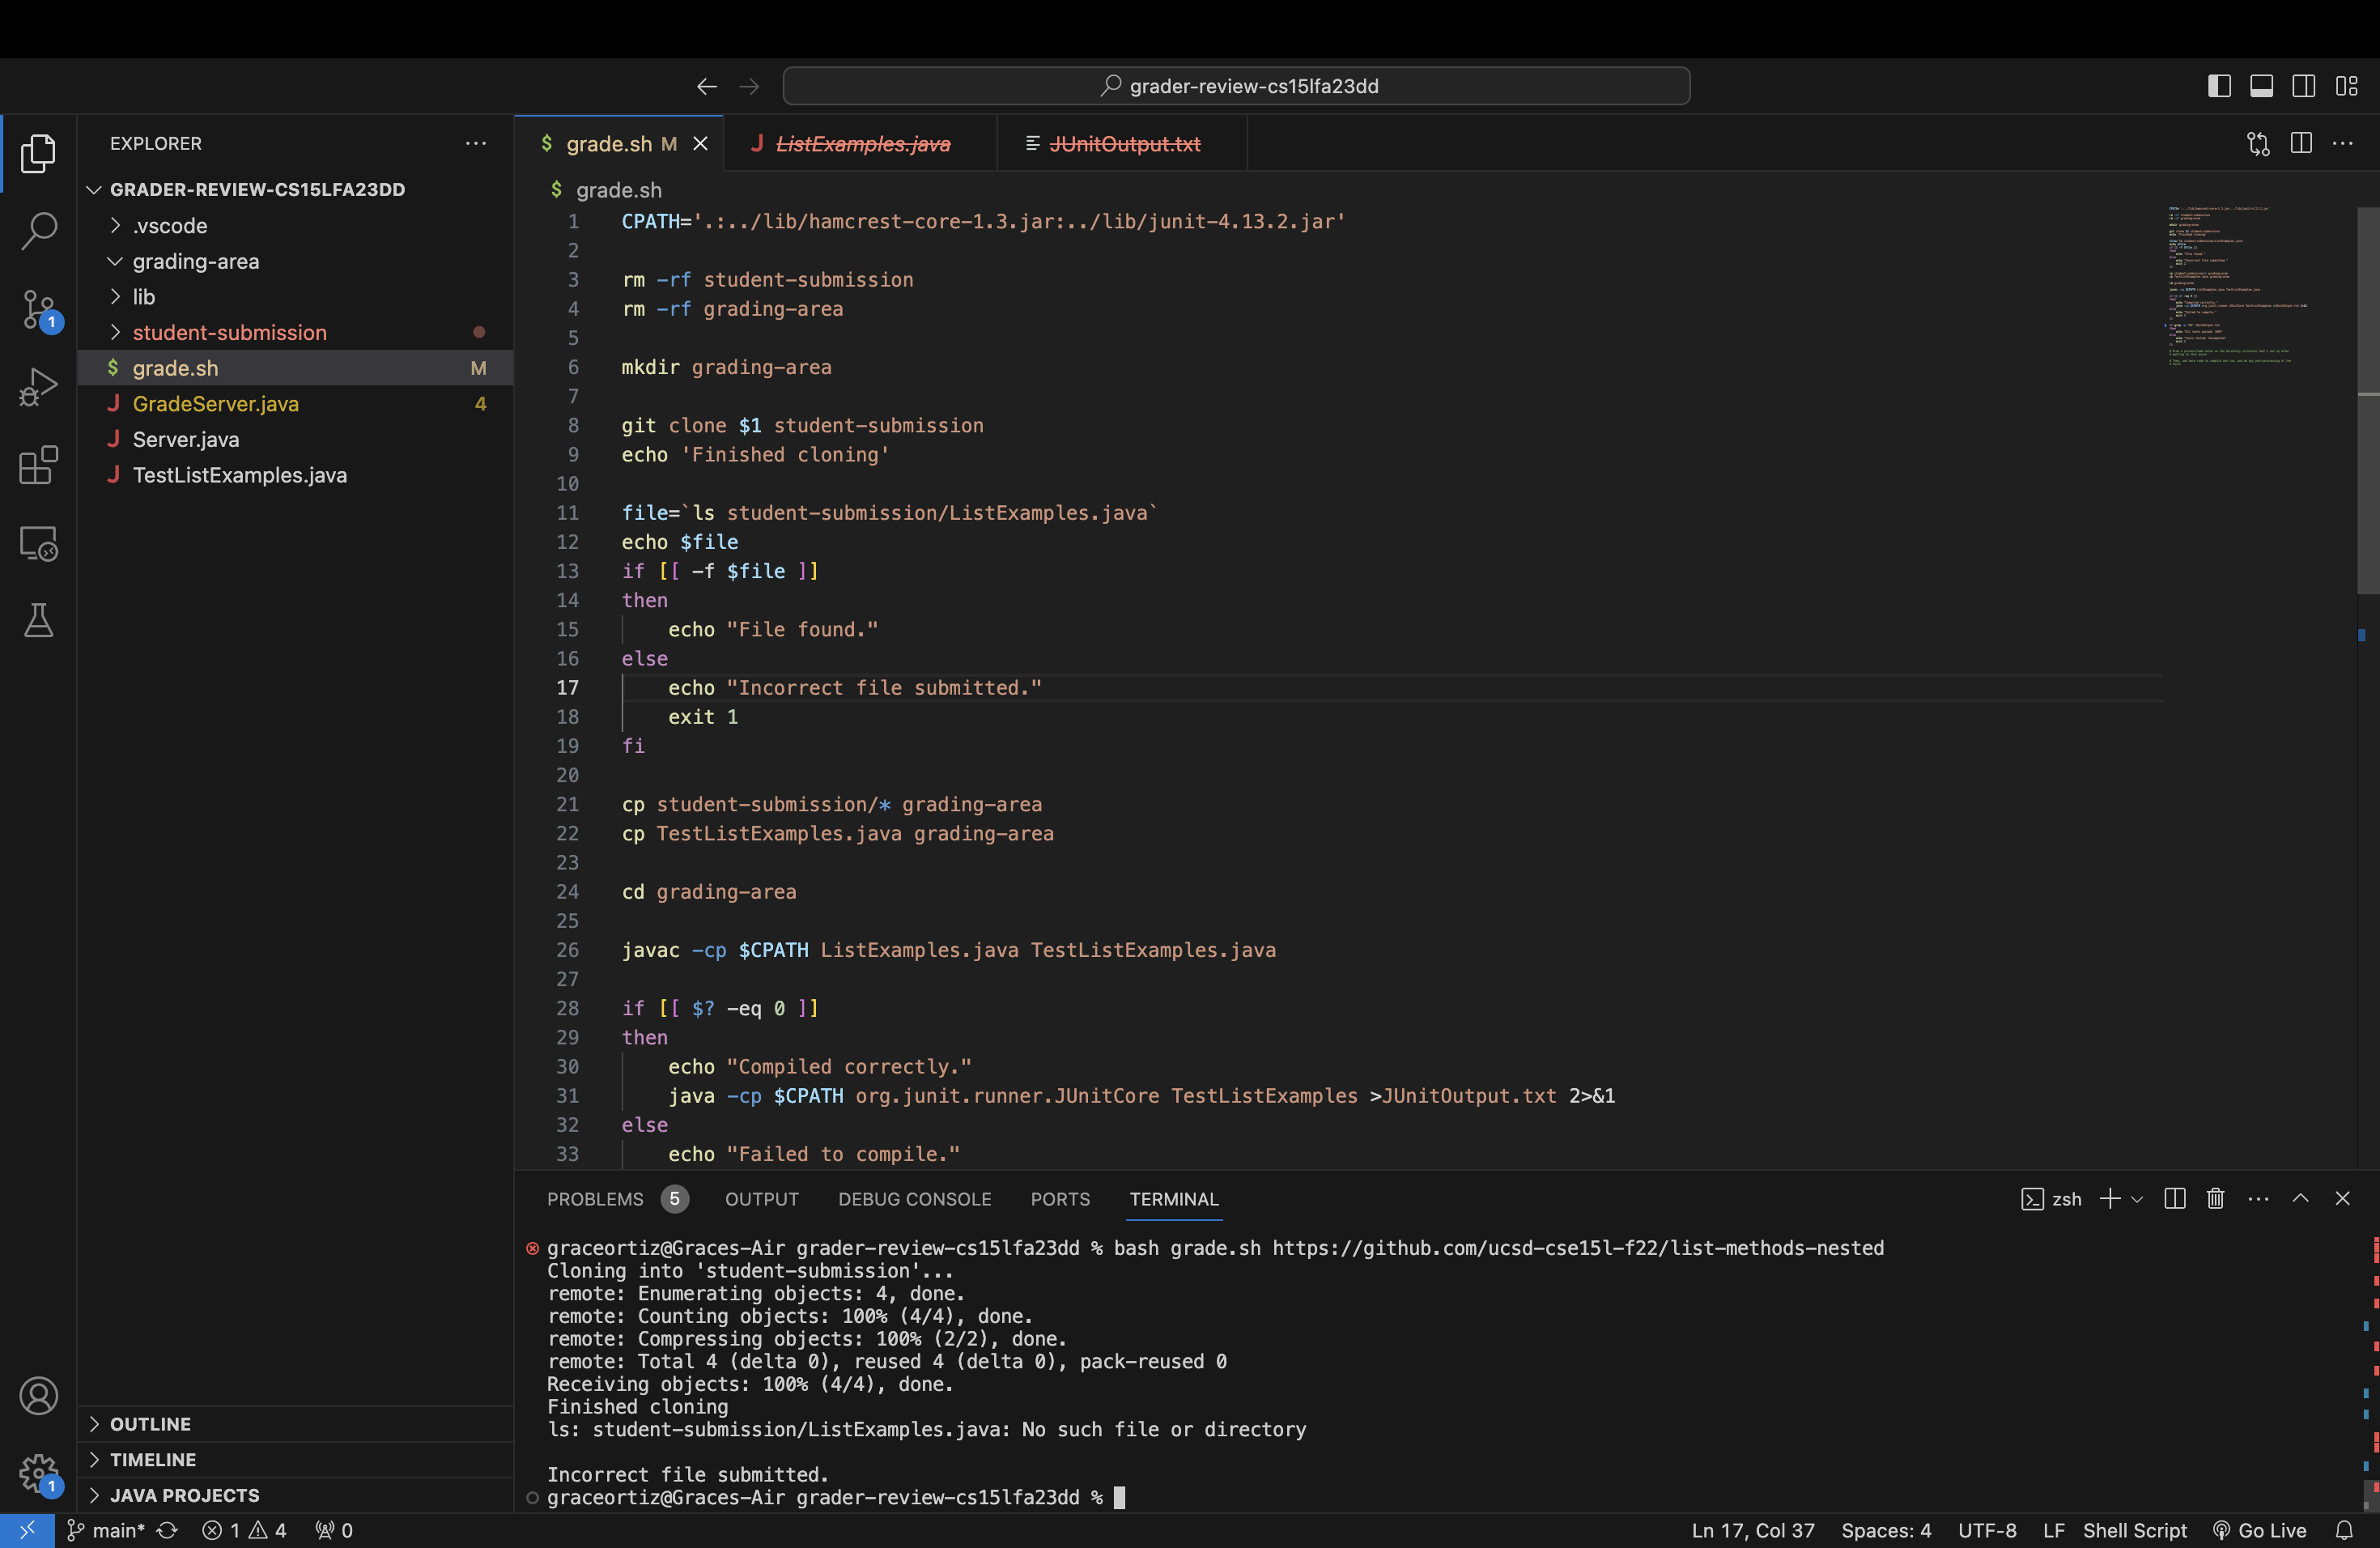 grader-review-cs15lfa23dd
EXPLORER
GRADER-REVIEW-CS15LFA23DD
.vscode
grading-area
lib
student-submission
grade.sh M
GradeServer.java 4
Server.java
TestListExamples.java
OUTLINE
TIMELINE
JAVA PROJECTS
1
1
grade.sh M
ListExamples.java
JUnitOutput.txt
$ grade.sh
1 CPATH='.:../lib/hamcrest-core-1.3.jar:../lib/junit-4.13.2.jar'
2
3 rm -rf student-submission
4 rm -rf grading-area
5
6 mkdir grading-area
7
8 git clone $1 student-submission
9 echo 'Finished cloning'
10
11 file=`ls student-submission/ListExamples.java`
12 echo $file
13 if [[ -f $file ]]
14 then
15 echo "File found."
16 else
17 echo "Incorrect file submitted."
18 exit 1
19 fi
20
21 cp student-submission/* grading-area
22 cp TestListExamples.java grading-area
23
24 cd grading-area
25
26 javac -cp $CPATH ListExamples.java TestListExamples.java
27
28 if [[ $? -eq 0 ]]
29 then
30 echo "Compiled correctly."
31 java -cp $CPATH org.junit.runner.JUnitCore TestListExamples >JUnitOutput.txt 2>&1
32 else
33 echo "Failed to compile."
PROBLEMS 5 OUTPUT DEBUG CONSOLE PORTS TERMINAL
zsh
graceortiz@Graces-Air grader-review-cs15lfa23dd % bash grade.sh https://github.com/ucsd-cse15l-f22/list-methods-nested
Cloning into 'student-submission'...
remote: Enumerating objects: 4, done.
remote: Counting objects: 100% (4/4), done.
remote: Compressing objects: 100% (2/2), done.
remote: Total 4 (delta 0), reused 4 (delta 0), pack-reused 0
Receiving objects: 100% (4/4), done.
Finished cloning
ls: student-submission/ListExamples.java: No such file or directory
Incorrect file submitted.
graceortiz@Graces-Air grader-review-cs15lfa23dd %
main* 1 4 0 Ln 17, Col 37 Spaces: 4 UTF-8 LF Shell Script Go Live